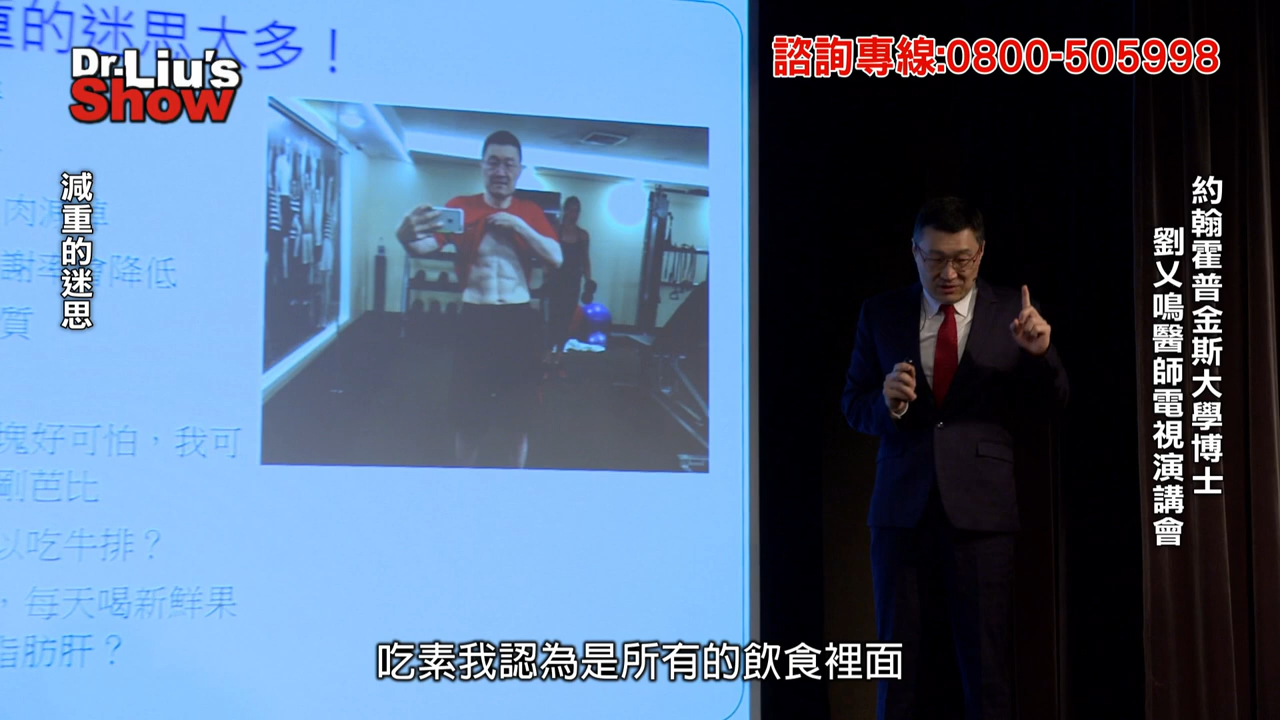 重的迷思太多！
Dr.Liu's
Show
諮詢專線:0800-505998
減重的迷思
約翰霍普金斯大學博士
劉乂鳴醫師電視演講會
謝率會降低
質
塊好可怕，我可
剛芭比
以吃牛排？
，每天喝新鮮果
脂肪肝？
吃素我認為是所有的飲食裡面